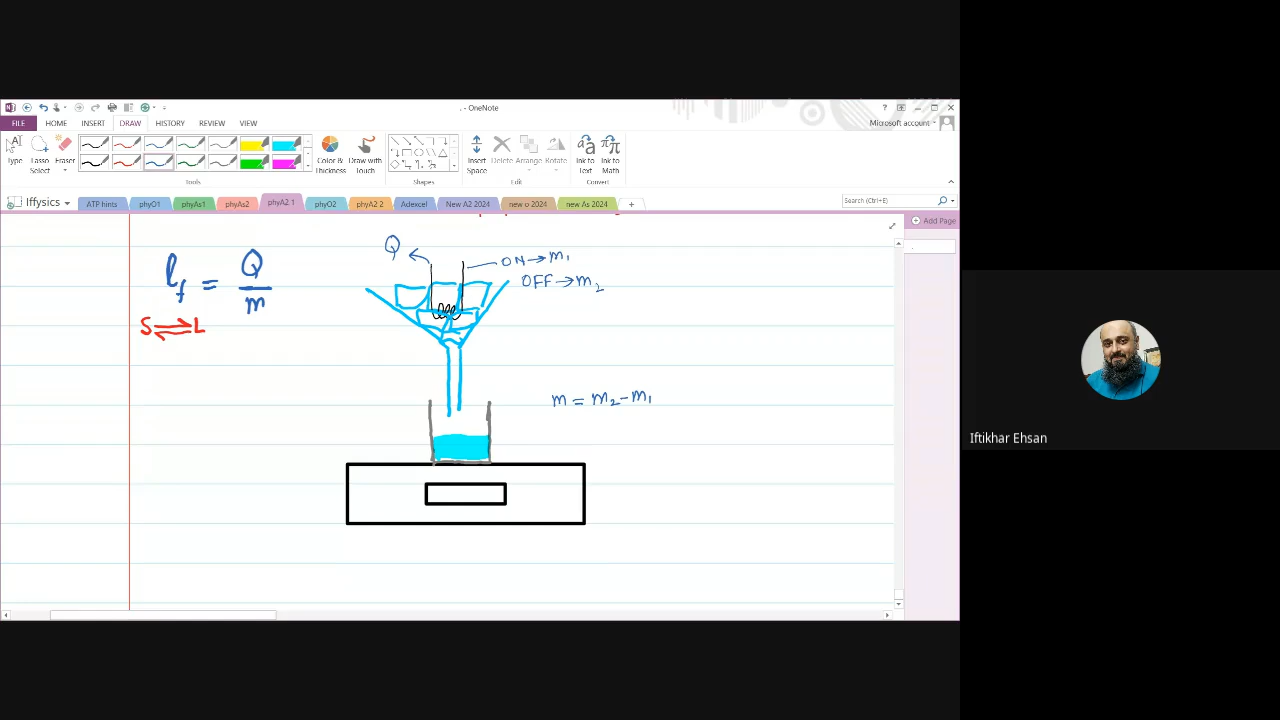 . - OneNote
?
FILE HOME INSERT DRAW HISTORY REVIEW VIEW
Microsoft account
Type
Lasso Select
Eraser
Color & Thickness
Draw with Touch
Insert Space
Delete
Arrange
Rotate
Ink to Text
Ink to Math
Tools
Shapes
Edit
Convert
Iffysics
ATP hints phyO1 phyAs1 phyAs2 phyA2 1 phyO2 phyA2 2 Adexcel New A2 2024 new o 2024 new As 2024
Search (Ctrl+E)
Add Page
.
Q
ON → m₁
OFF → m₂
l_f = Q/m
S ⇌ L
m = m₂ - m₁
Iftikhar Ehsan